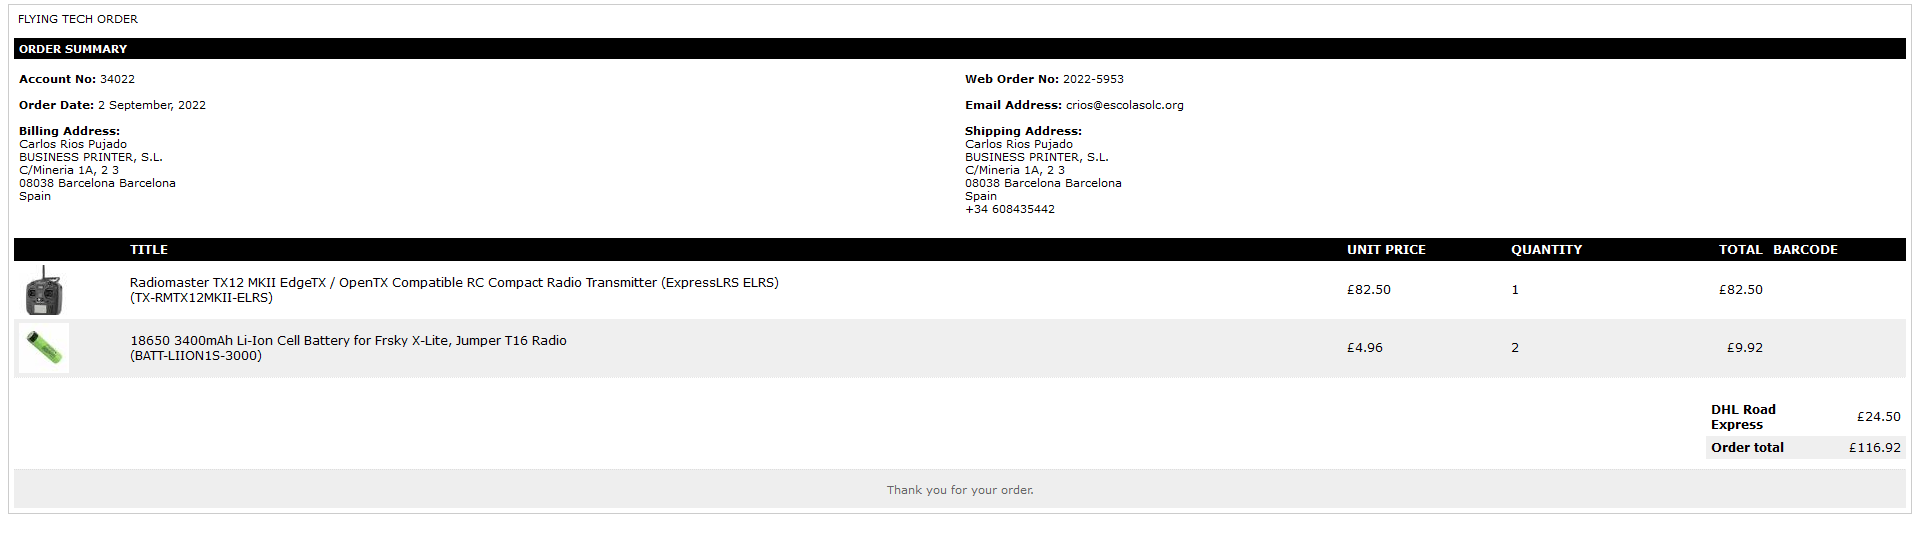 FLYING TECH ORDER
ORDER SUMMARY
Account No: 34022
Order Date: 2 September, 2022
Billing Address:
Carlos Rios Pujado
BUSINESS PRINTER, S.L.
C/Mineria 1A, 2 3
08038 Barcelona Barcelona
Spain
Web Order No: 2022-5953
Email Address: crios@escolasolc.org
Shipping Address:
Carlos Rios Pujado
BUSINESS PRINTER, S.L.
C/Mineria 1A, 2 3
08038 Barcelona Barcelona
Spain
+34 608435442
TITLE UNIT PRICE QUANTITY TOTAL BARCODE
Radiomaster TX12 MKII EdgeTX / OpenTX Compatible RC Compact Radio Transmitter (ExpressLRS ELRS)
(TX-RMTX12MKII-ELRS)
£82.50 1 £82.50
18650 3400mAh Li-Ion Cell Battery for Frsky X-Lite, Jumper T16 Radio
(BATT-LIION1S-3000)
£4.96 2 £9.92
DHL Road
Express
£24.50
Order total £116.92
Thank you for your order.